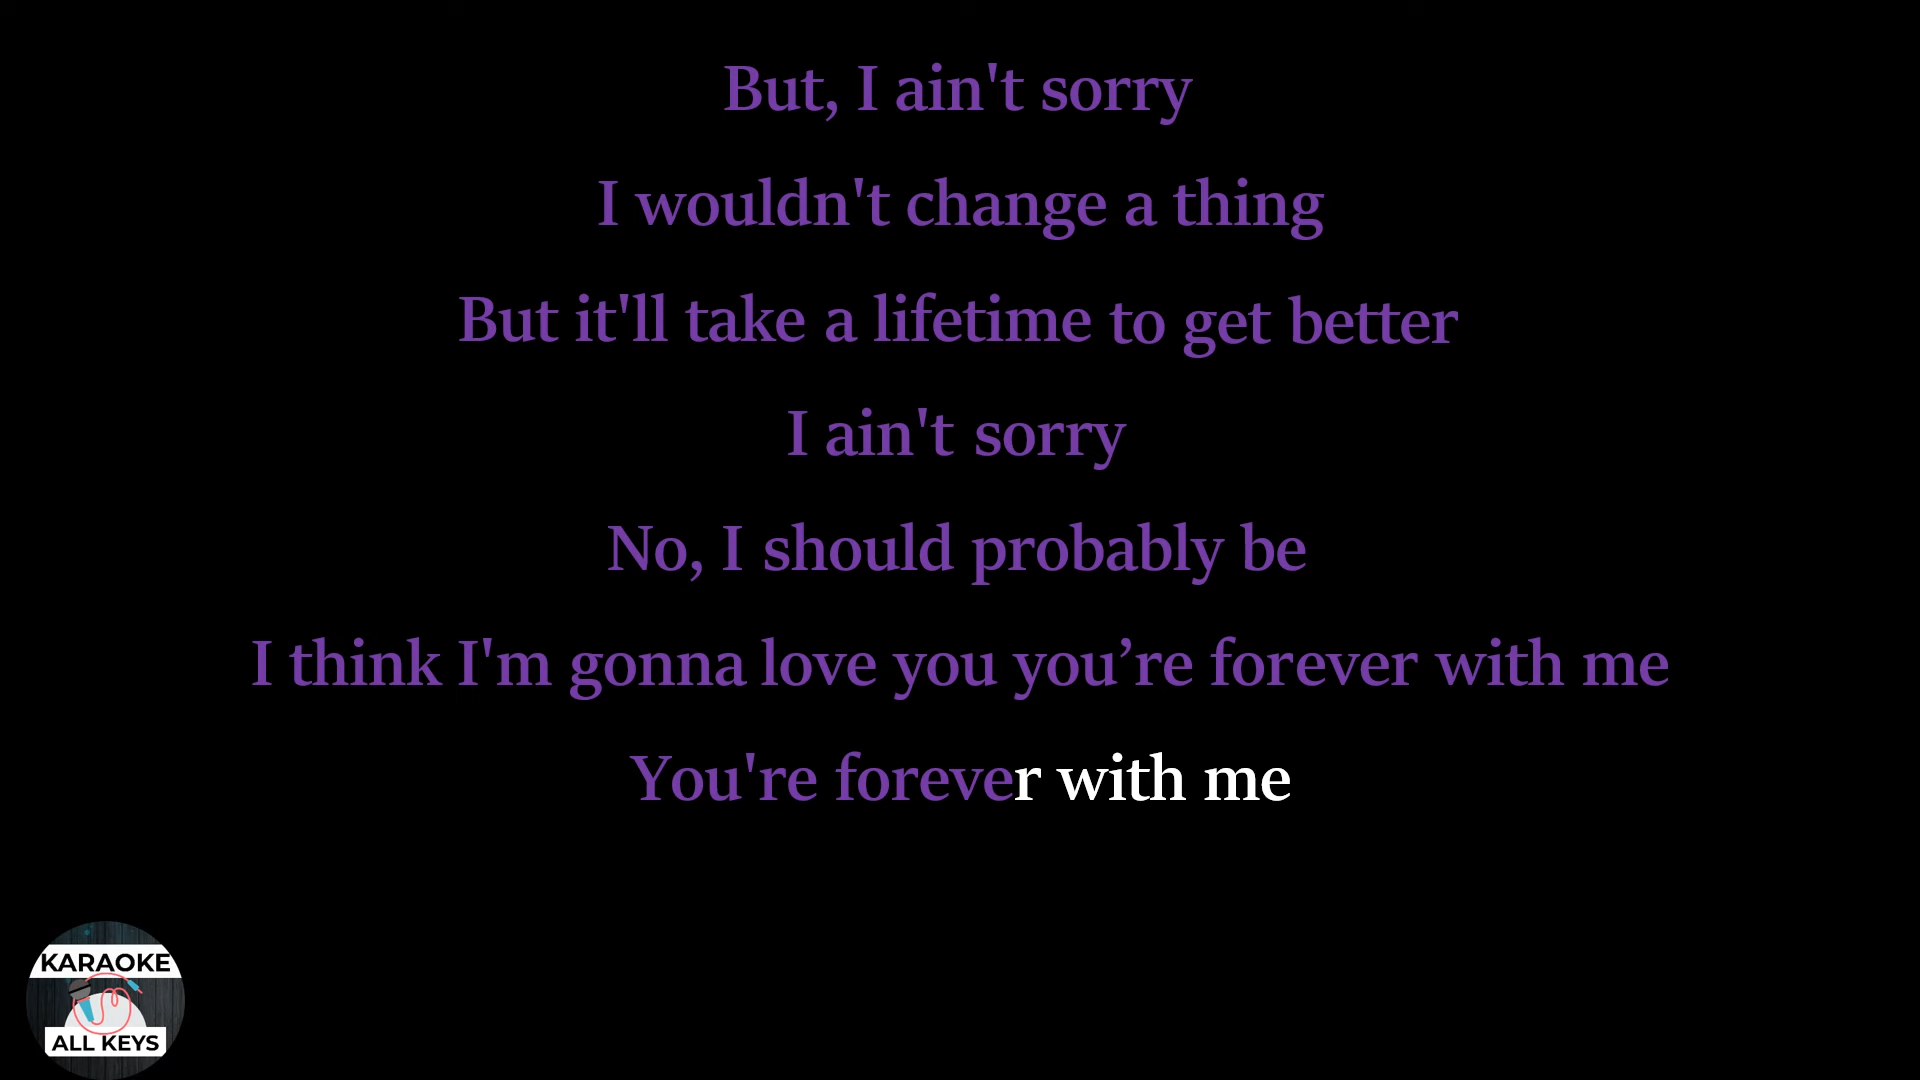 But, I ain't sorry
I wouldn't change a thing
But it'll take a lifetime to get better
I ain't sorry
No, I should probably be
I think I'm gonna love you you’re forever with me
You're forever with me
KARAOKE
ALL KEYS